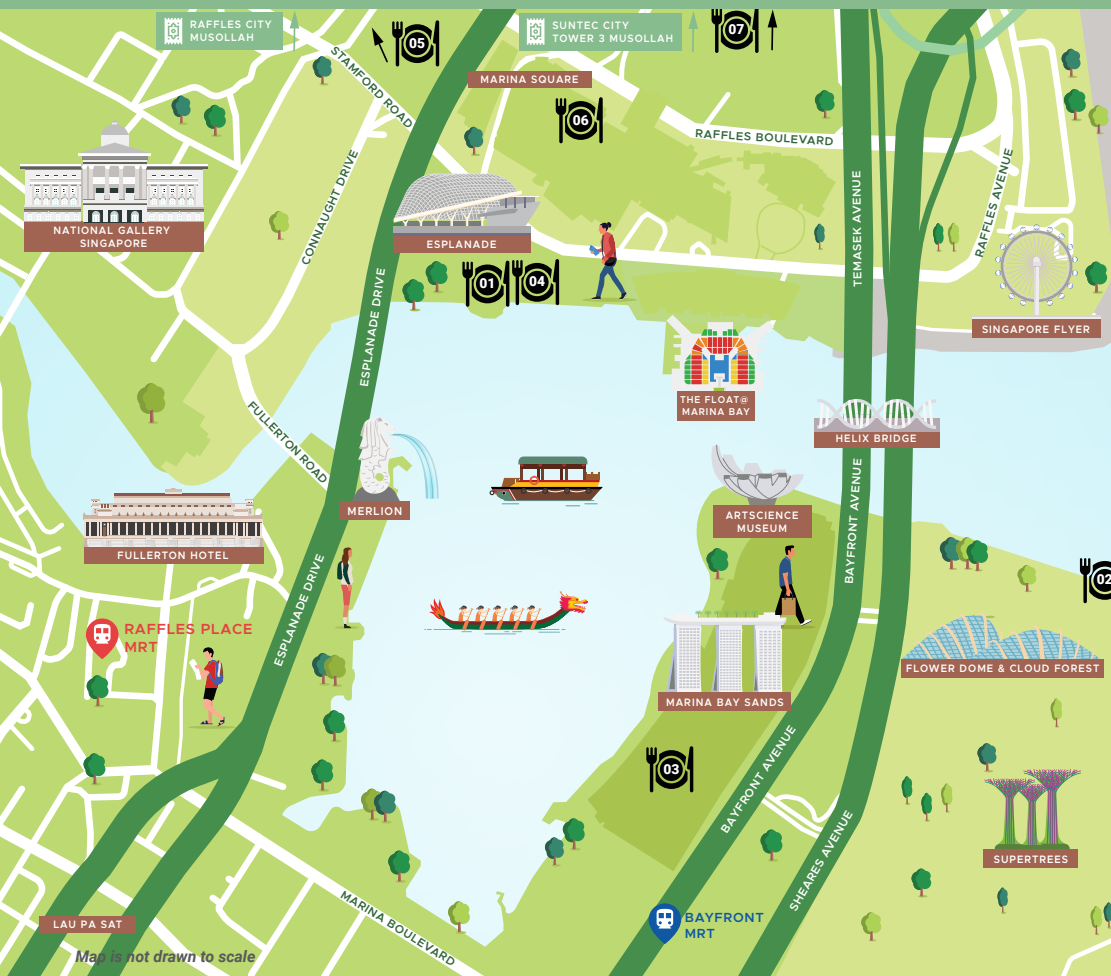 RAFFLES CITY
MUSOLLAH
05
SUNTEC CITY
TOWER 3 MUSOLLAH
07
STAMFORD ROAD
MARINA SQUARE
06
RAFFLES BOULEVARD
CONNAUGHT DRIVE
TEMASEK AVENUE
RAFFLES AVENUE
NATIONAL GALLERY
SINGAPORE
ESPLANADE
01
04
ESPLANADE DRIVE
SINGAPORE FLYER
THE FLOAT@
MARINA BAY
FULLERTON ROAD
HELIX BRIDGE
MERLION
ARTSCIENCE
MUSEUM
BAYFRONT AVENUE
FULLERTON HOTEL
02
ESPLANADE DRIVE
RAFFLES PLACE
MRT
FLOWER DOME & CLOUD FOREST
MARINA BAY SANDS
03
BAYFRONT AVENUE
SHEARES AVENUE
SUPERTREES
LAU PA SAT
MARINA BOULEVARD
BAYFRONT
MRT
Map is not drawn to scale